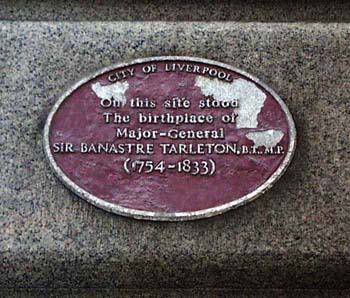 CITY OF LIVERPOOL
On this site stood
The birthplace of
Major-General
SIR BANASTRE TARLETON, B.T., M.P.
(1754-1833)